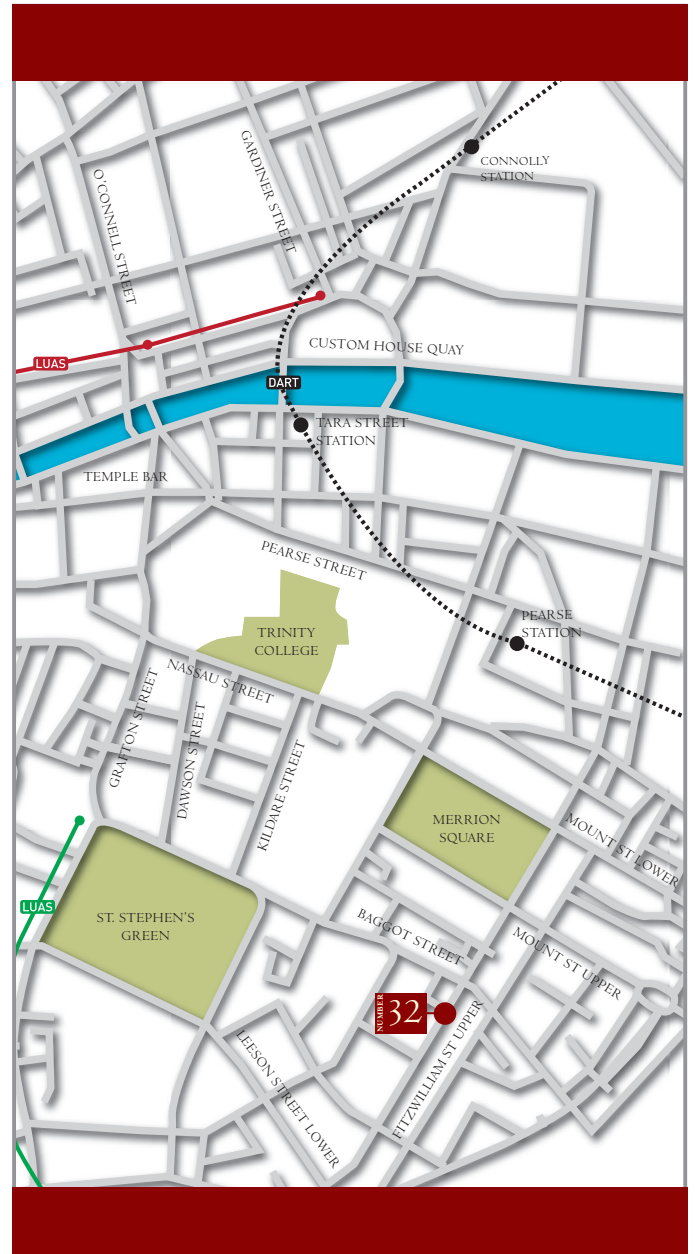 CONNOLLY
STATION
GARDINER STREET
O'CONNELL STREET
CUSTOM HOUSE QUAY
LUAS
DART
TARA STREET
STATION
TEMPLE BAR
PEARSE STREET
PEARSE
STATION
TRINITY
COLLEGE
NASSAU STREET
GRAFTON STREET
DAWSON STREET
KILDARE STREET
MERRION
SQUARE
MOUNT ST LOWER
LUAS
ST. STEPHEN'S
GREEN
BAGGOT STREET
MOUNT ST UPPER
NUMBER
32
FITZWILLIAM ST UPPER
LEESON STREET LOWER